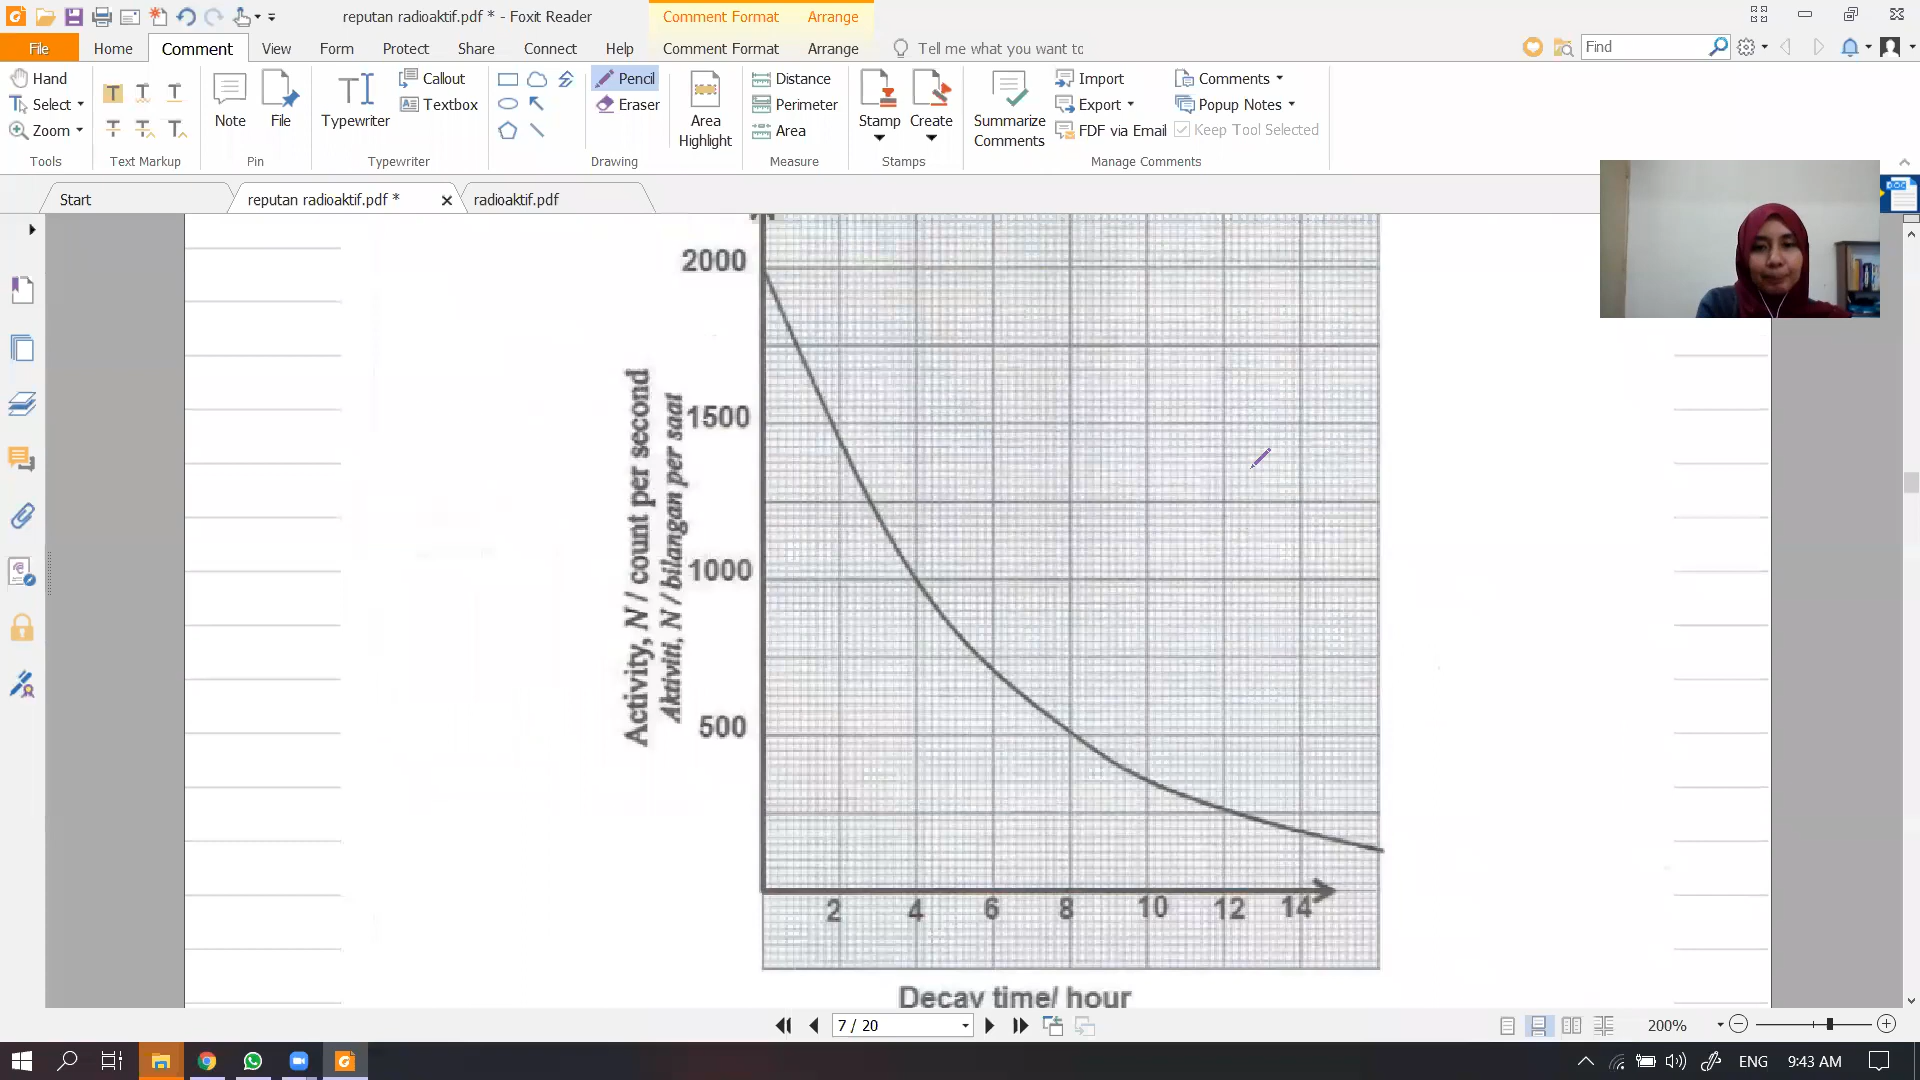 reputan radioaktif.pdf * - Foxit Reader
Comment Format
Arrange
File
Home
Comment
View
Form
Protect
Share
Connect
Help
Comment Format
Arrange
Tell me what you want to
Find
Hand
Select
Zoom
Tools
Text Markup
Note
File
Pin
Typewriter
Callout
Textbox
Typewriter
Pencil
Eraser
Drawing
Area
Highlight
Distance
Perimeter
Area
Measure
Stamp
Create
Stamps
Summarize
Comments
Import
Export
FDF via Email
Comments
Popup Notes
Keep Tool Selected
Manage Comments
Start
reputan radioaktif.pdf *
radioaktif.pdf
DOC
2000
1500
1000
500
Activity, N / count per second
Aktiviti, N / bilangan per saat
2 4 6 8 10 12 14
Decay time/ hour
7 / 20
200%
ENG
9:43 AM